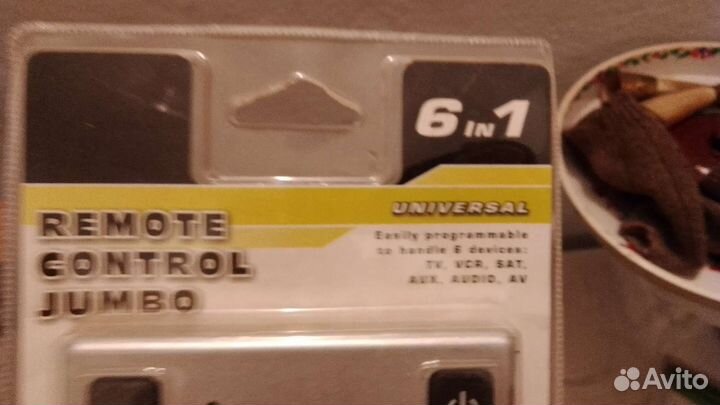 6 IN 1
UNIVERSAL
REMOTE
CONTROL
JUMBO
Easily programmable
to handle 6 devices:
TV, VCR, SAT,
AUX, AUDIO, AV
Avito